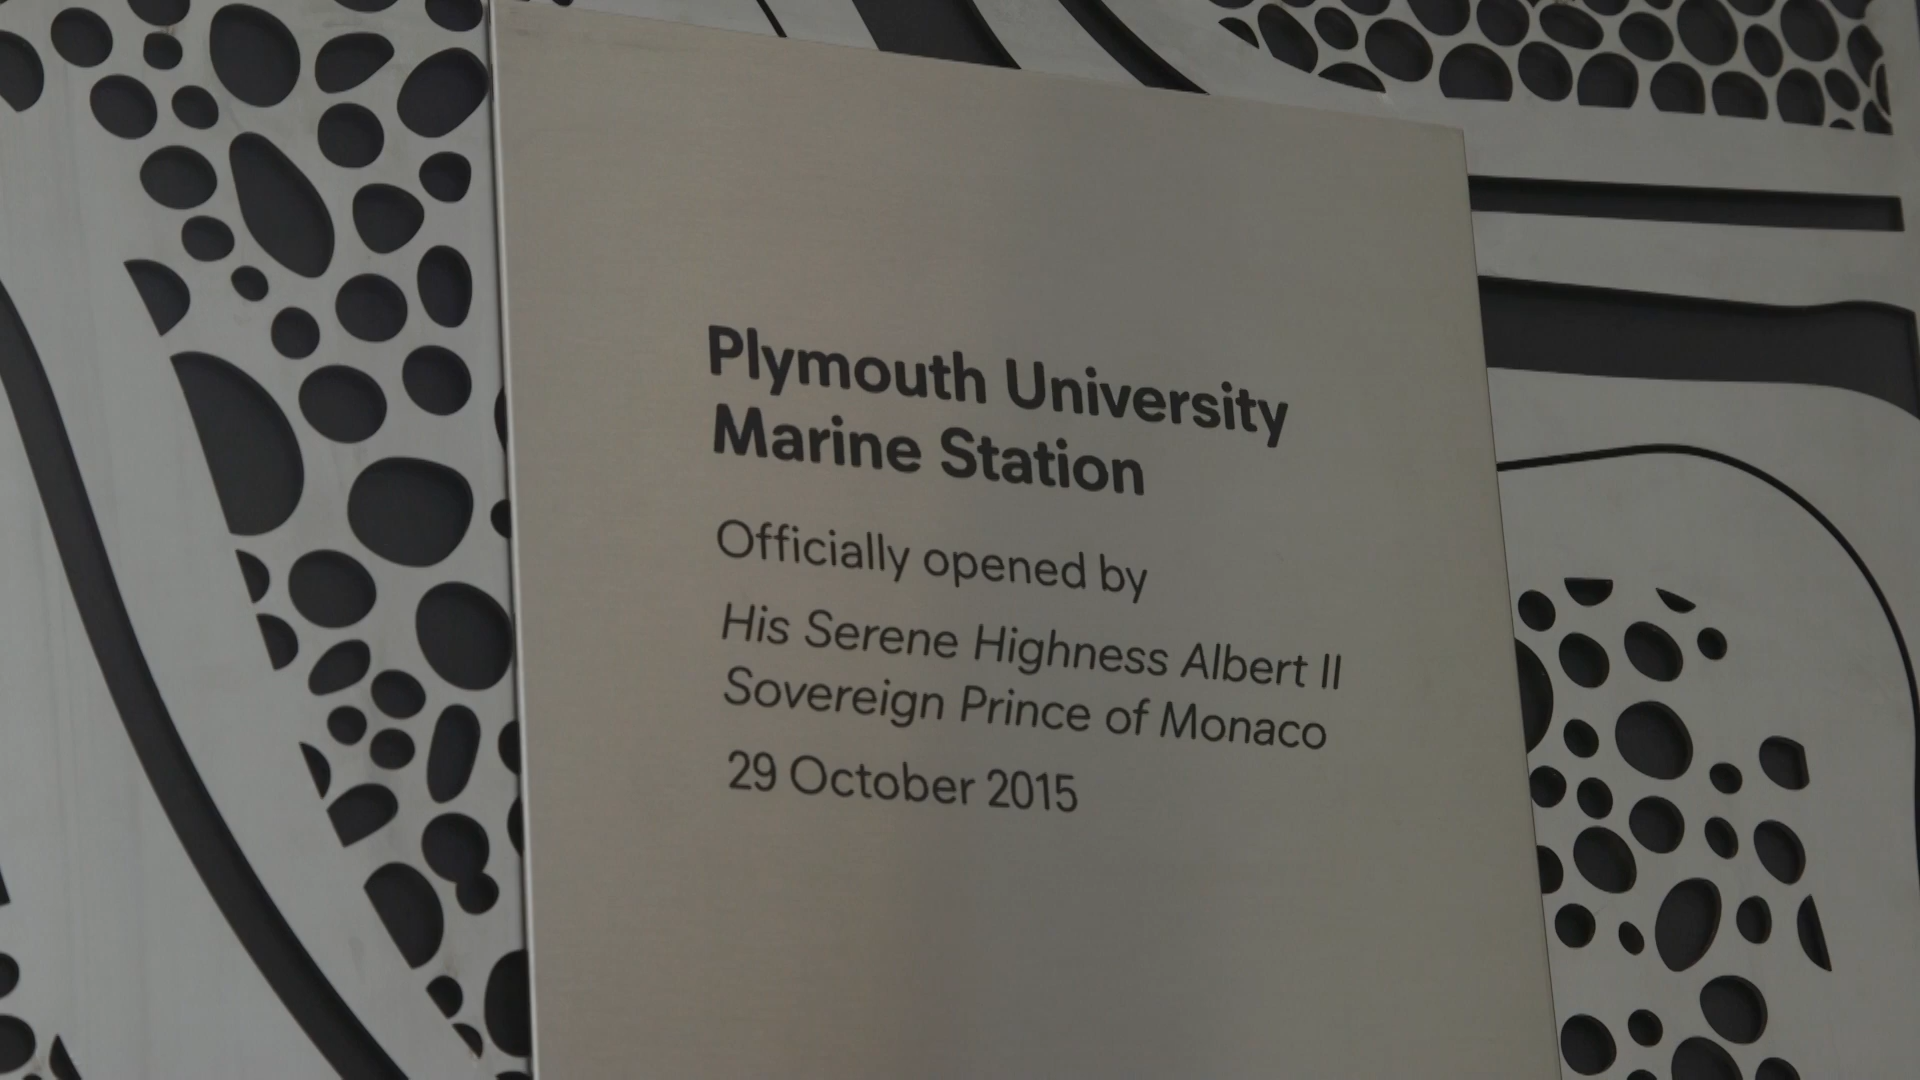 Plymouth University
Marine Station
Officially opened by
His Serene Highness Albert II
Sovereign Prince of Monaco
29 October 2015